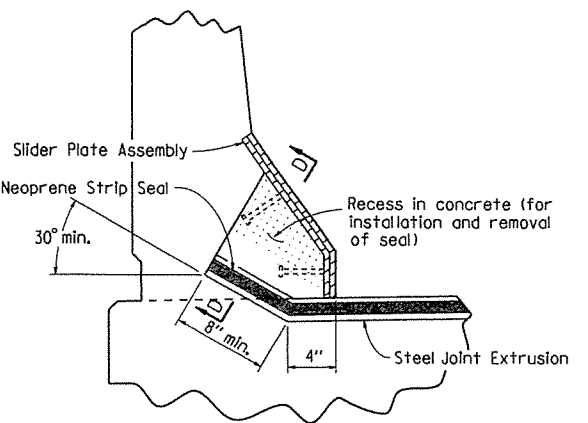 Slider Plate Assembly
D
Neoprene Strip Seal
Recess in concrete (for
installation and removal
of seal)
30° min.
D
8" min.
4"
Steel Joint Extrusion